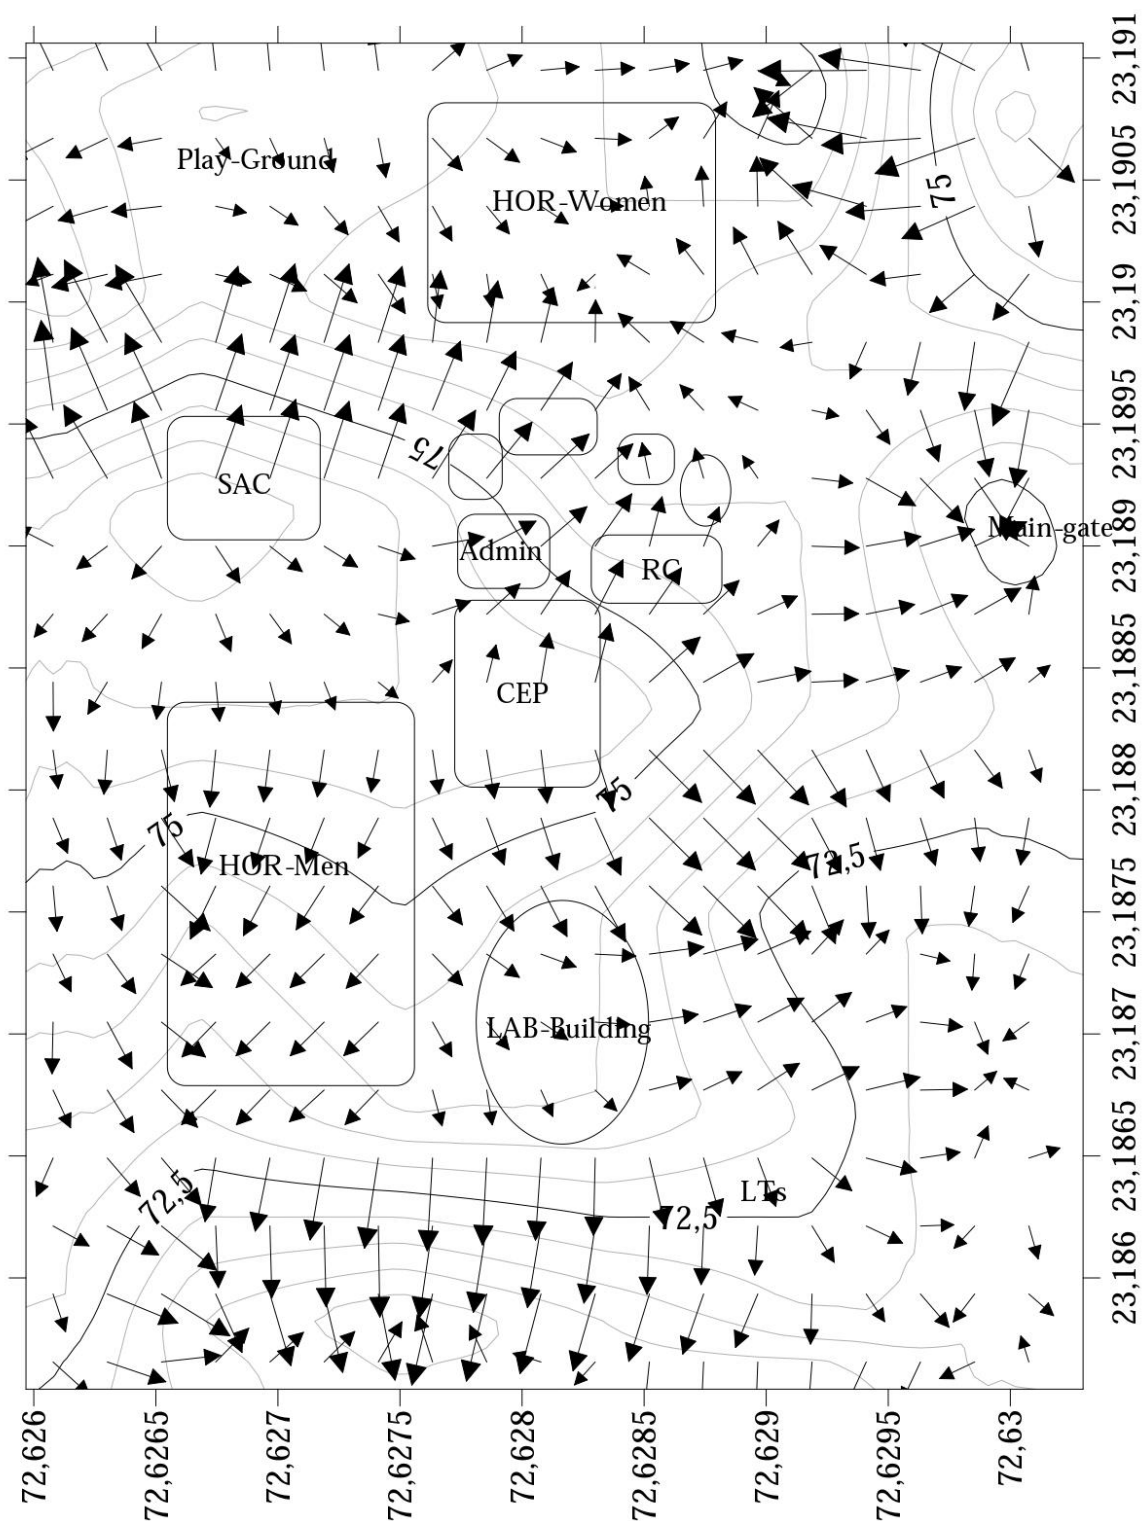 23,191
Play-Ground
23,1905
75
HOR-Women
23,19
23,1895
75
SAC
Main-gate
23,189
Admin
RC
23,1885
CEP
23,188
75
75
HOR-Men
72,5
23,1875
LAB-Building
23,187
23,1865
72,5
LTs
72,5
23,186
72,626
72,6265
72,627
72,6275
72,628
72,6285
72,629
72,6295
72,63